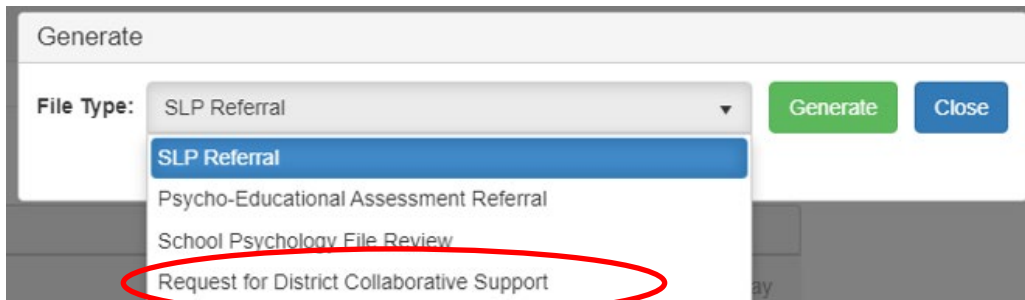 Generate
File Type: SLP Referral Generate Close
SLP Referral
Psycho-Educational Assessment Referral
School Psychology File Review
Request for District Collaborative Support
ay